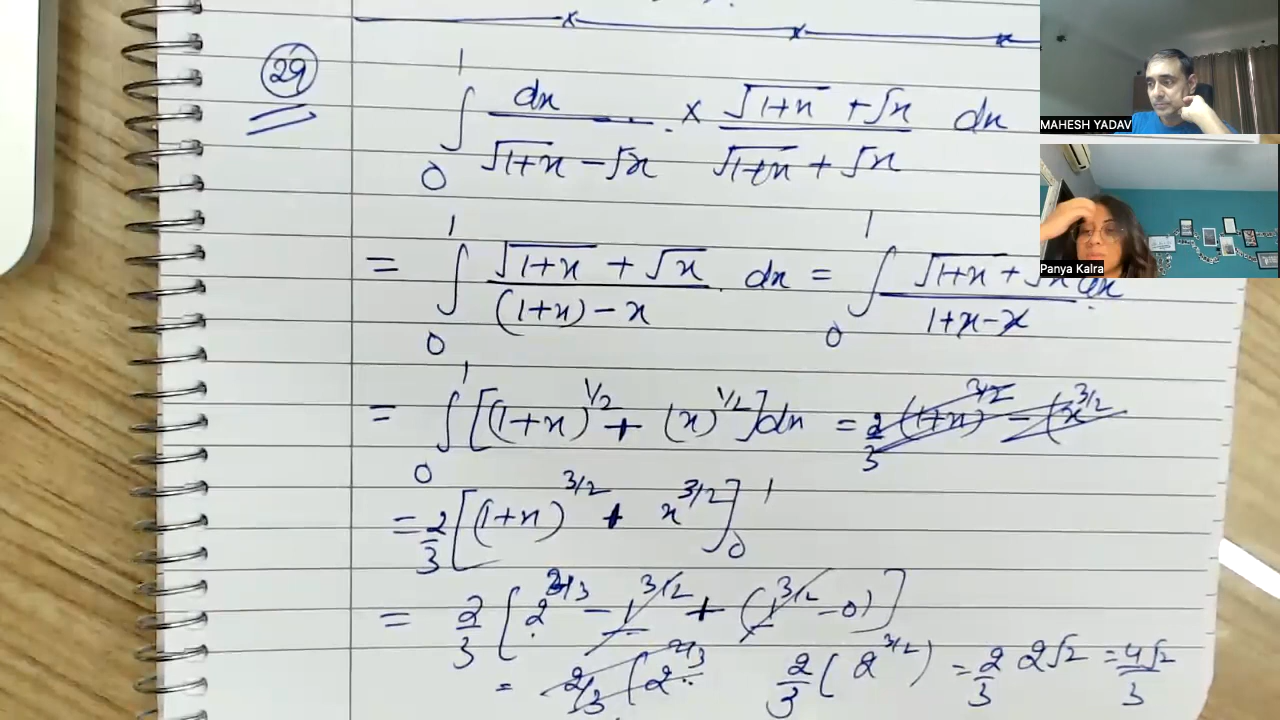 29
∫₀¹ dx / (√1+x − √x) × (√1+x + √x) / (√1+x + √x) dx
= ∫₀¹ (√1+x + √x) / ((1+x) − x) dx = ∫₀¹ (√1+x + √x) / (1+x−x) dx
= ∫₀¹ [(1+x)^1/2 + (x)^1/2] dx = 2/3 (1+x)^3/2 − (x^3/2
= 2/3 [(1+x)^3/2 + x^3/2]₀¹
= 2/3 [2^3/2 − 1^3/2 + (1^3/2 − 0)]
= 2/3 (2 2/3 (2^3/2) = 2/3 2√2 = 4√2/3
MAHESH YADAV
Panya Kalra